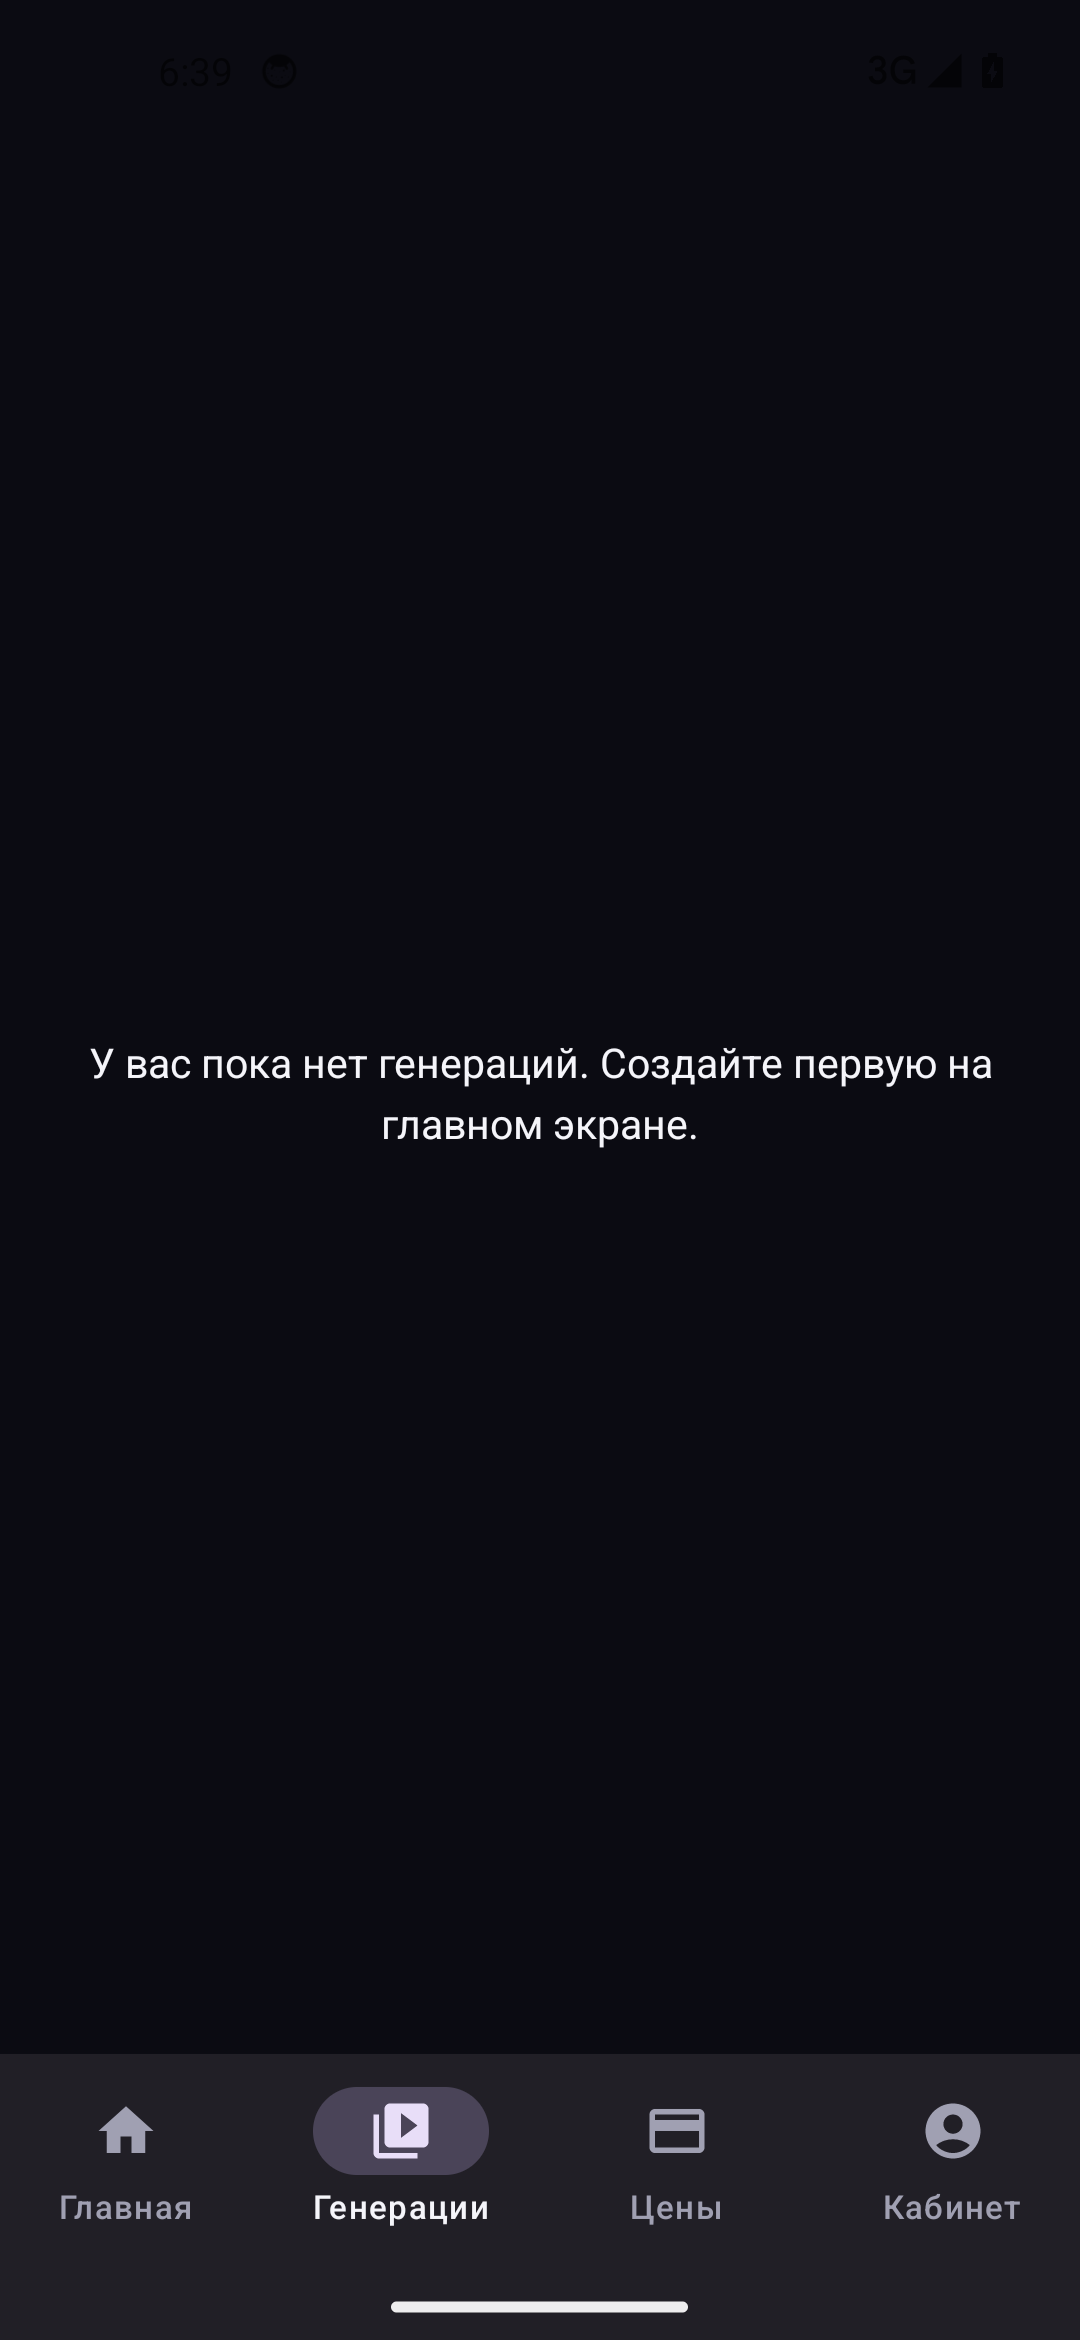 6:39 3G
У вас пока нет генераций. Создайте первую на
главном экране.
Главная Генерации Цены Кабинет